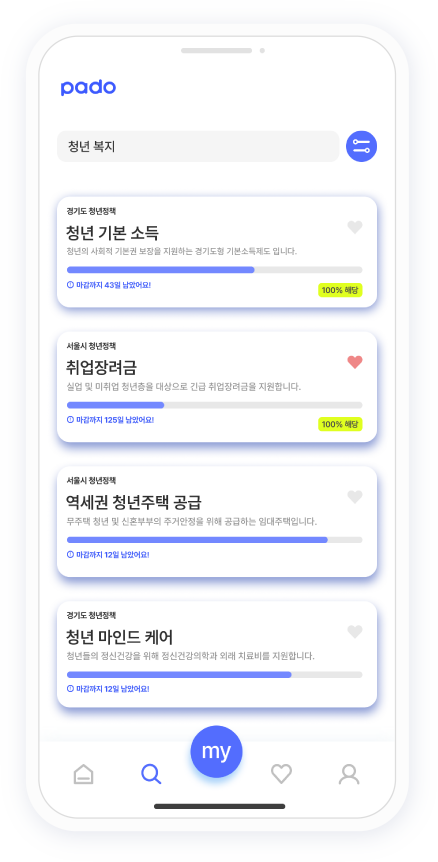 pado
청년 복지
경기도 청년정책
청년 기본 소득
청년의 사회적 기본권 보장을 지원하는 경기도형 기본소득제도 입니다.
마감까지 43일 남았어요!
100% 해당
서울시 청년정책
취업장려금
실업 및 미취업 청년층을 대상으로 긴급 취업장려금을 지원합니다.
마감까지 125일 남았어요!
100% 해당
서울시 청년정책
역세권 청년주택 공급
무주택 청년 및 신혼부부의 주거안정을 위해 공급하는 임대주택입니다.
마감까지 12일 남았어요!
경기도 청년정책
청년 마인드 케어
청년들의 정신건강을 위해 정신건강의학과 외래 치료비를 지원합니다.
마감까지 12일 남았어요!
my